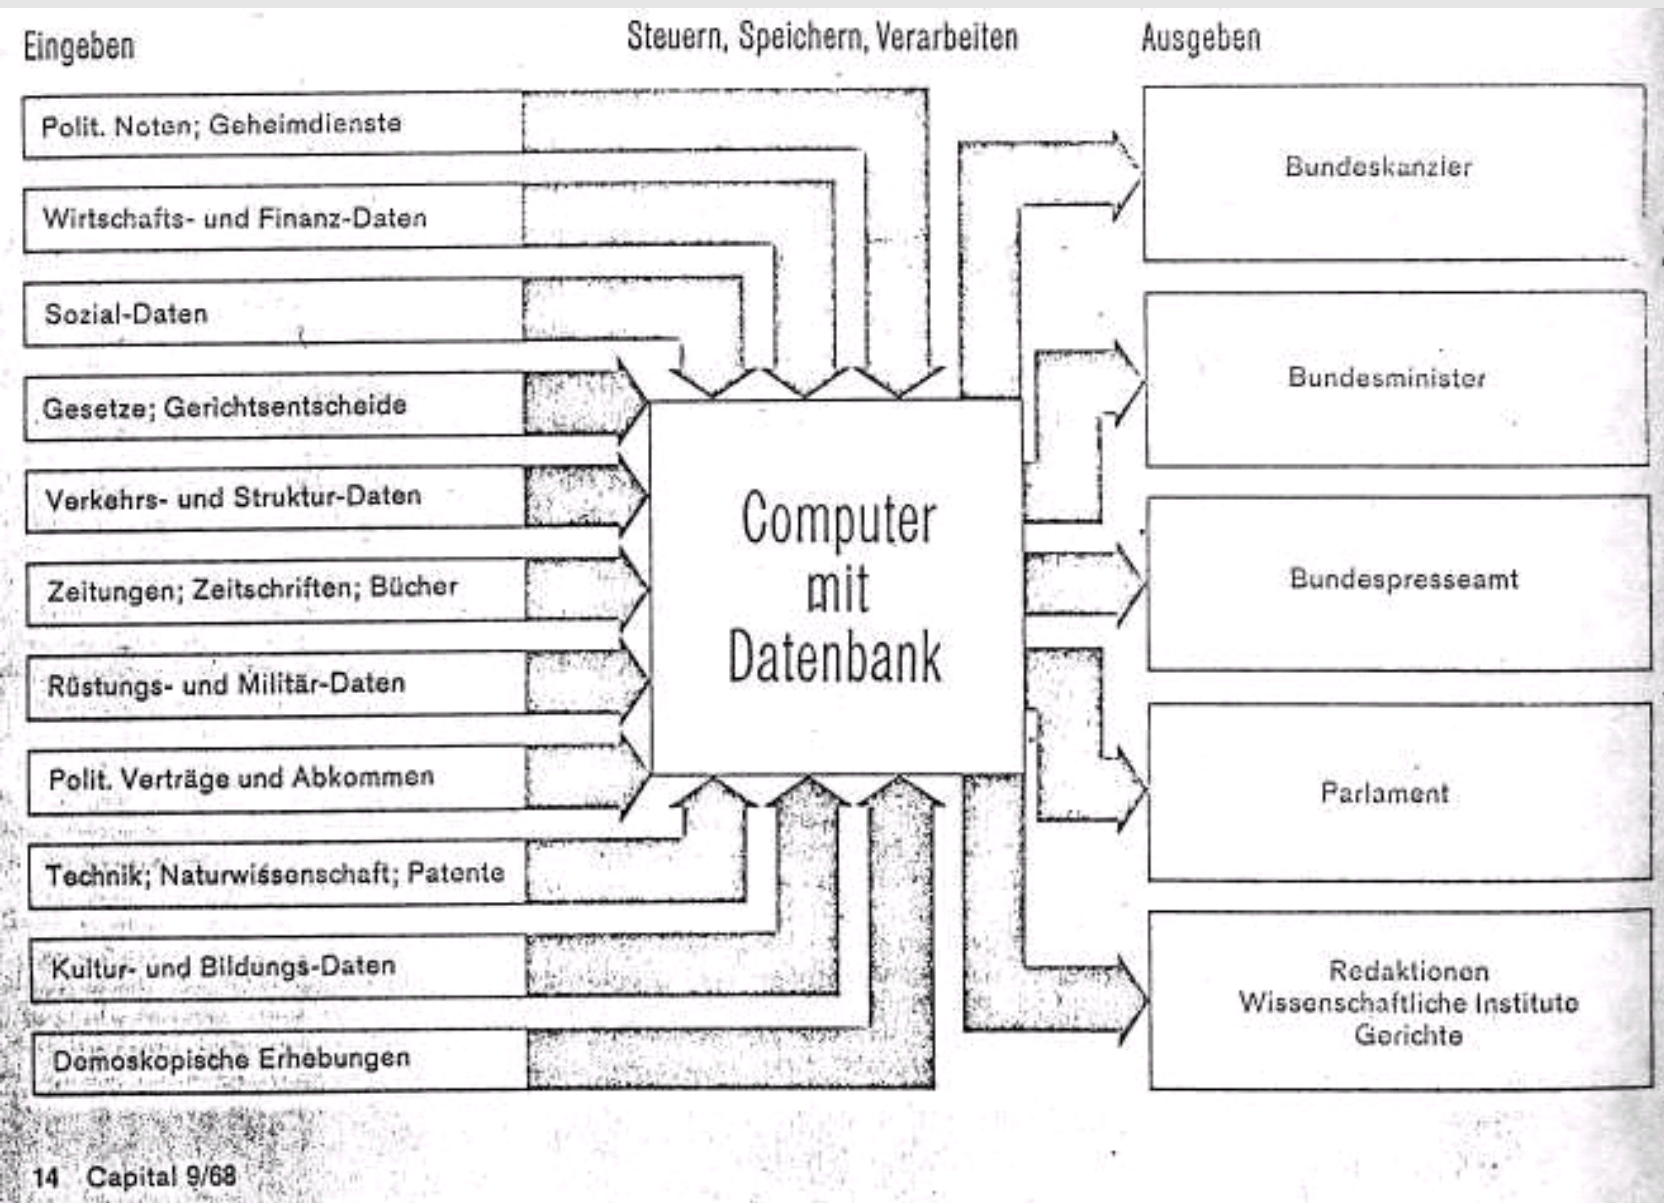 Eingeben
Steuern, Speichern, Verarbeiten
Ausgeben
Polit. Noten; Geheimdienste
Wirtschafts- und Finanz-Daten
Sozial-Daten
Gesetze; Gerichtsentscheide
Verkehrs- und Struktur-Daten
Zeitungen; Zeitschriften; Bücher
Rüstungs- und Militär-Daten
Polit. Verträge und Abkommen
Technik; Naturwissenschaft; Patente
Kultur- und Bildungs-Daten
Demoskopische Erhebungen
Computer
mit
Datenbank
Bundeskanzler
Bundesminister
Bundespresseamt
Parlament
Redaktionen
Wissenschaftliche Institute
Gerichte
14 Capital 9/68